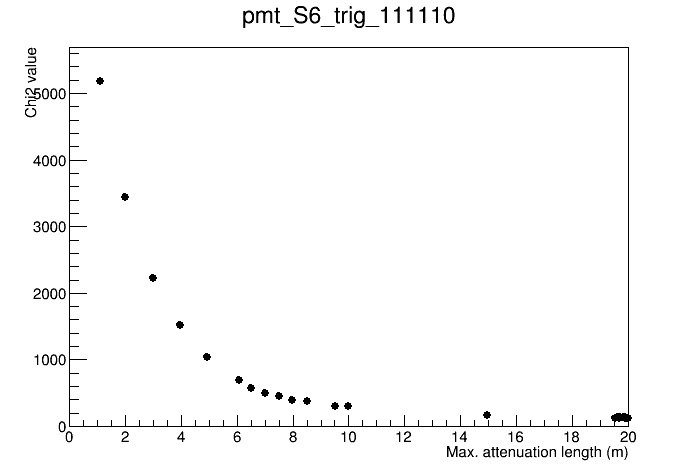 pmt_S6_trig_111110
Chi2 value
5000
4000
3000
2000
1000
0
0 2 4 6 8 10 12 14 16 18 20
Max. attenuation length (m)